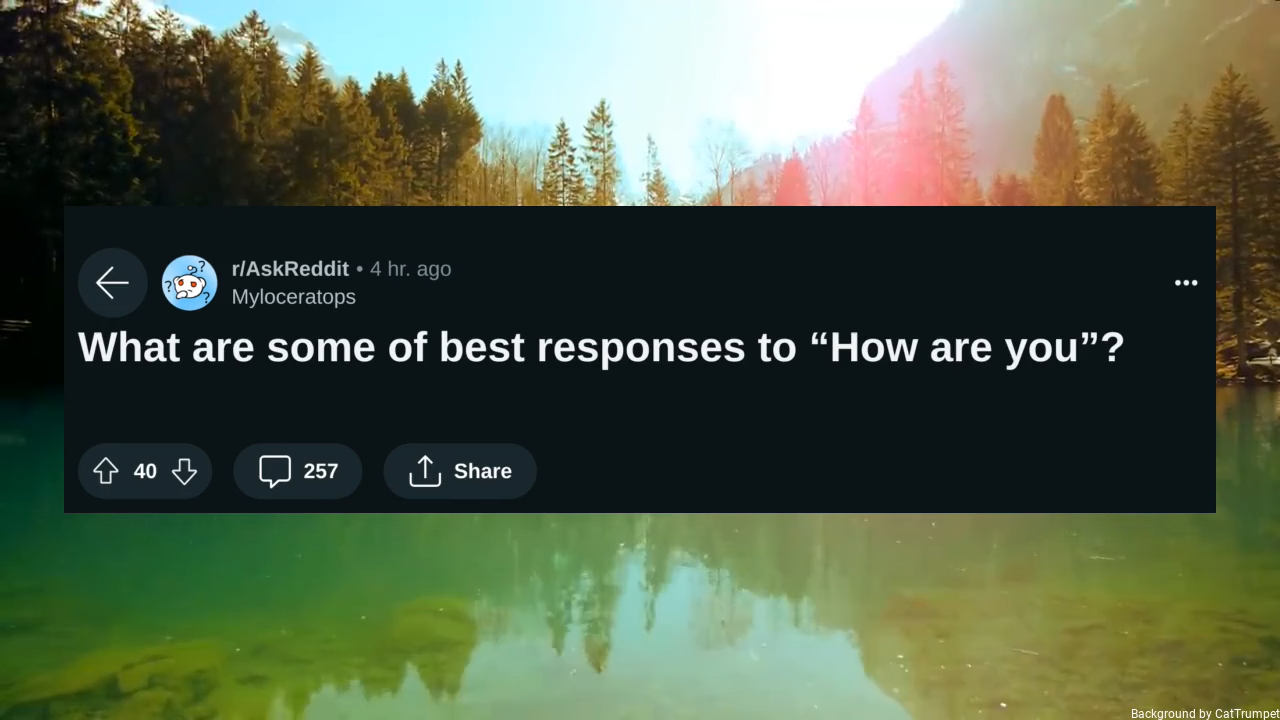 r/AskReddit • 4 hr. ago
Myloceratops
What are some of best responses to “How are you”?
40 257 Share
Background by CatTrumpet